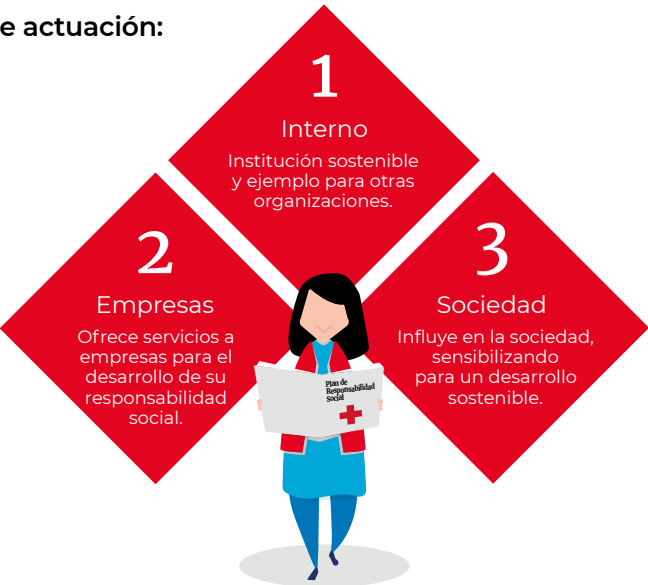 e actuación:
1
Interno
Institución sostenible
y ejemplo para otras
organizaciones.
2
Empresas
Ofrece servicios a
empresas para el
desarrollo de su
responsabilidad
social.
3
Sociedad
Influye en la sociedad,
sensibilizando
para un desarrollo
sostenible.
Plan de
Responsabilidad
Social